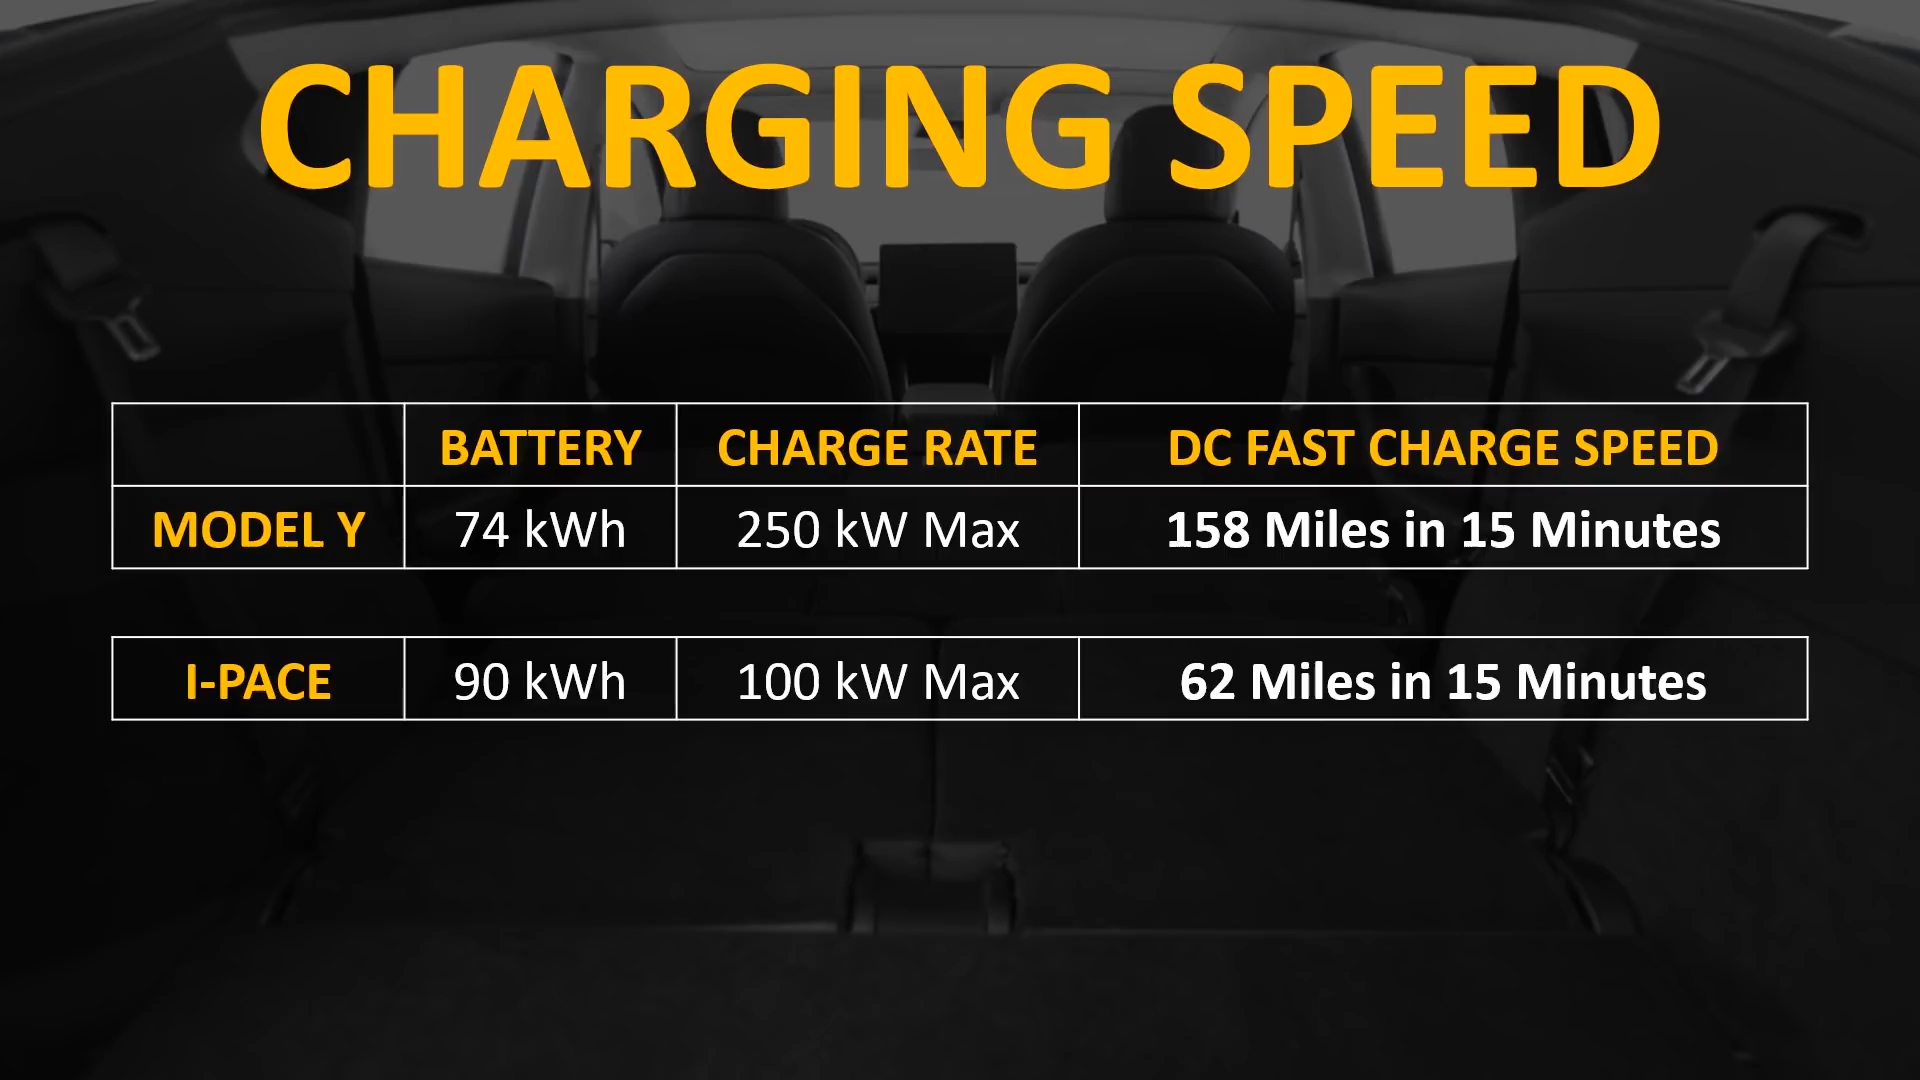 CHARGING SPEED
BATTERY CHARGE RATE DC FAST CHARGE SPEED
MODEL Y 74 kWh 250 kW Max 158 Miles in 15 Minutes
I-PACE 90 kWh 100 kW Max 62 Miles in 15 Minutes